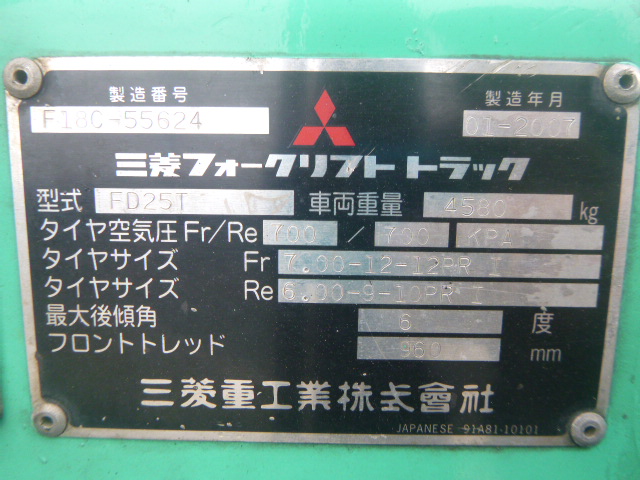 製造番号 製造年月
F18C-55624 01-2007
三菱フォークリフト トラック
型式 FD25T 車両重量 4580 kg
タイヤ空気圧 Fr/Re 700 / 700 KPA
タイヤサイズ Fr 7.00-12-12PR I
タイヤサイズ Re 6.00-9-10PR I
最大後傾角 6 度
フロントトレッド 960 mm
三菱重工業株式會社
JAPANESE 91A81-10101